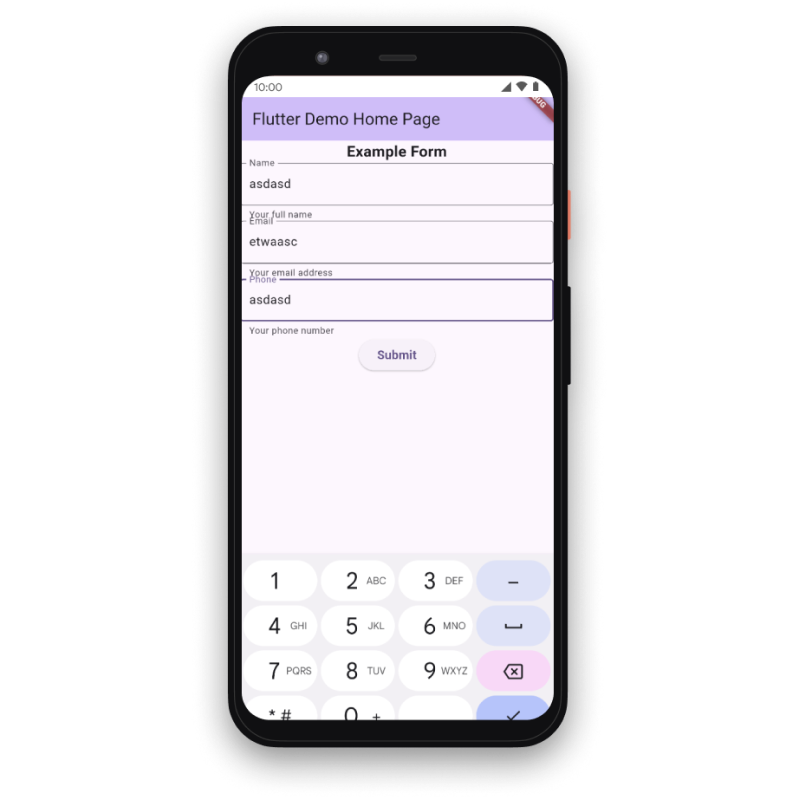 10:00
Flutter Demo Home Page
Example Form
Name
asdasd
Your full name
Email
etwaasc
Your email address
Phone
asdasd
Your phone number
Submit
1 2 ABC 3 DEF –
4 GHI 5 JKL 6 MNO
7 PQRS 8 TUV 9 WXYZ
* # 0 +